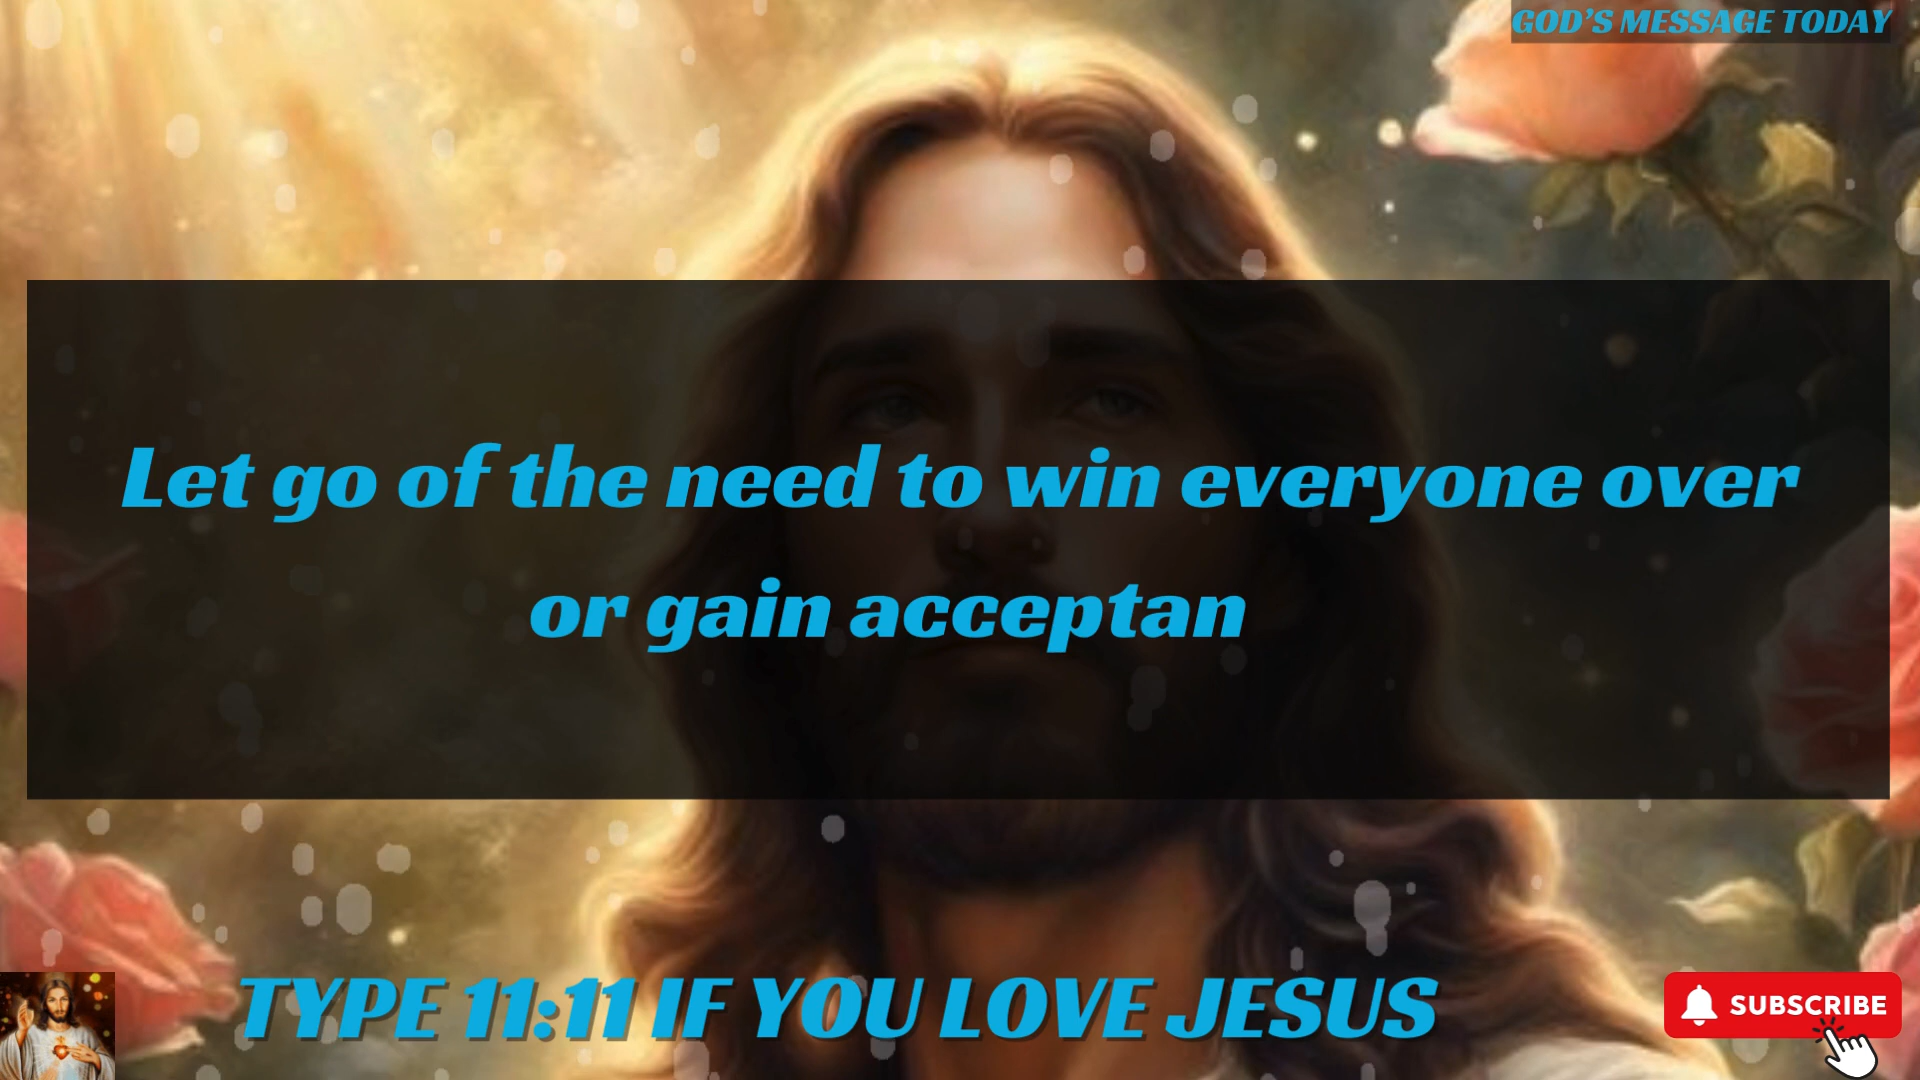 GOD'S MESSAGE TODAY
Let go of the need to win everyone over
or gain acceptan
TYPE 11:11 IF YOU LOVE JESUS
SUBSCRIBE